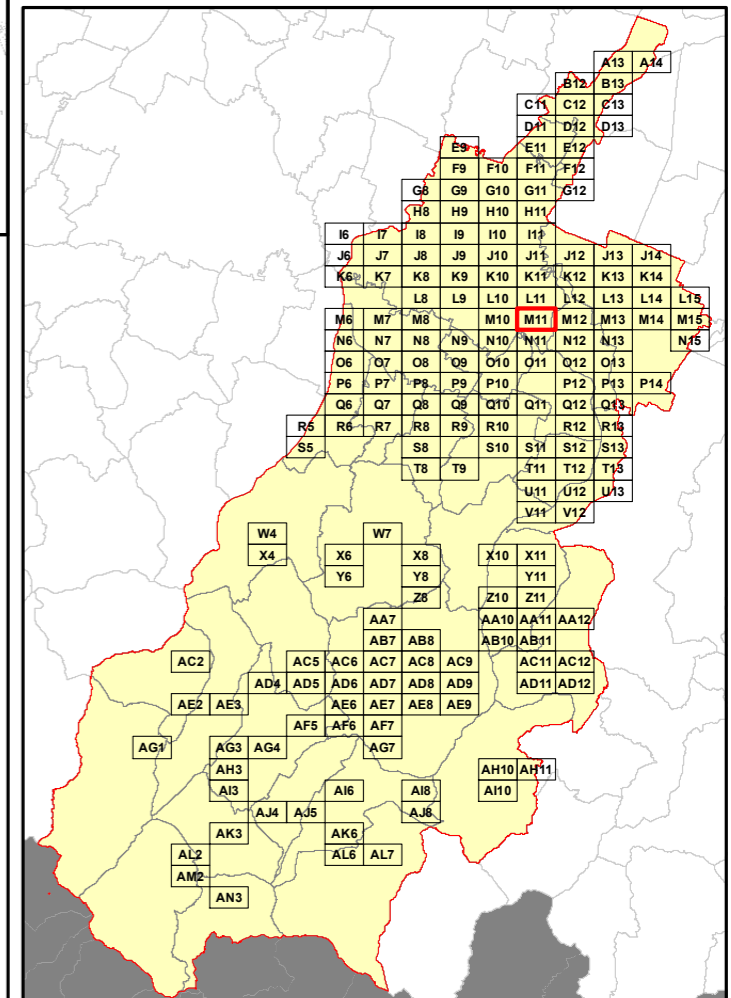 A13 A14
B12 B13
C11 C12 C13
D11 D12 D13
E9 E11 E12
F9 F10 F11 F12
G8 G9 G10 G11 G12
H8 H9 H10 H11
I6 I7 I8 I9 I10 I11
J6 J7 J8 J9 J10 J11 J12 J13 J14
K6 K7 K8 K9 K10 K11 K12 K13 K14
L8 L9 L10 L11 L12 L13 L14 L15
M6 M7 M8 M10 M11 M12 M13 M14 M15
N6 N7 N8 N9 N10 N11 N12 N13 N15
O6 O7 O8 O9 O10 O11 O12 O13
P6 P7 P8 P9 P10 P12 P13 P14
Q6 Q7 Q8 Q9 Q10 Q11 Q12 Q13
R5 R6 R7 R8 R9 R10 R12 R13
S5 S8 S10 S11 S12 S13
T8 T9 T11 T12 T13
U11 U12 U13
V11 V12
W4 W7
X4 X6 X8 X10 X11
Y6 Y8 Y11
Z8 Z10 Z11
AA7 AA10 AA11 AA12
AB7 AB8 AB10 AB11
AC2 AC5 AC6 AC7 AC8 AC9 AC11 AC12
AD4 AD5 AD6 AD7 AD8 AD9 AD11 AD12
AE2 AE3 AE6 AE7 AE8 AE9
AF5 AF6 AF7
AG1 AG3 AG4 AG7
AH3 AH10 AH11
AI3 AI6 AI8 AI10
AJ4 AJ5 AJ8
AK3 AK6
AL2 AL6 AL7
AM2
AN3